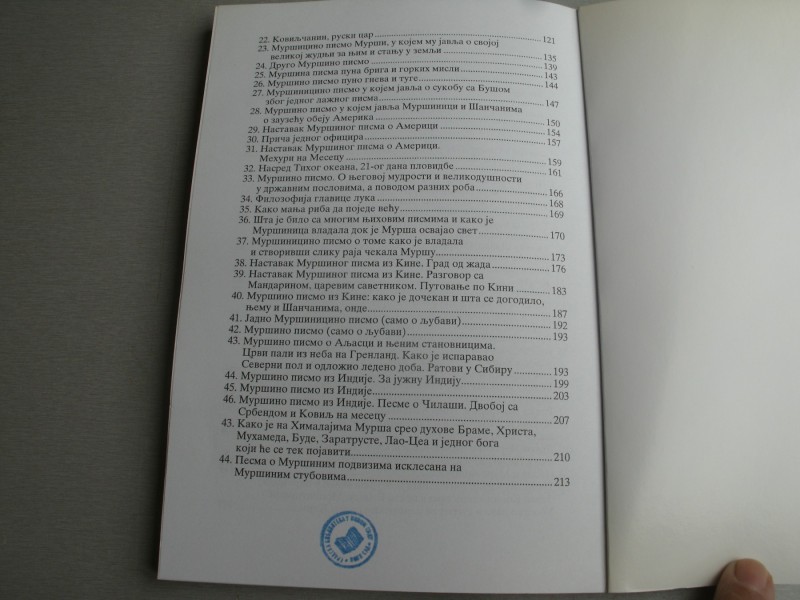 22. Ковиљчанин, руски цар ..... 121
23. Муршицино писмо Мурши, у којем му јавља о својој
великој жудњи за њим и стању у земљи ..... 135
24. Друго Муршино писмо ..... 139
25. Муршина писма пуна брига и горких мисли ..... 143
26. Муршино писмо пуно гнева и туге ..... 144
27. Муршиницино писмо у којем јавља о сукобу са Бушом
због једног лажног писма ..... 147
28. Муршино писмо у којем јавља Муршиници и Шанчанима
о заузећу обеју Америка ..... 150
29. Наставак Муршиног писма о Америци ..... 154
30. Прича једног официра ..... 157
31. Наставак Муршиног писма о Америци.
Мехури на Месецу ..... 159
32. Насред Тихог океана, 21-ог дана пловидбе ..... 161
33. Муршино писмо. О његовој мудрости и великодушности
у државним пословима, а поводом разних роба ..... 166
34. Филозофија главице лука ..... 168
35. Како мања риба да поједе већу ..... 169
36. Шта је било са многим њиховим писмима и како је
Муршиница владала док је Мурша освајао свет ..... 170
37. Муршиницино писмо о томе како је владала
и створивши слику раја чекала Муршу ..... 173
38. Наставак Муршиног писма из Кине. Град од жада ..... 176
39. Наставак Муршиног писма из Кине. Разговор са
Мандарином, царевим саветником. Путовање по Кини ..... 183
40. Муршино писмо из Кине: како је дочекан и шта се догодило,
њему и Шанчанима, онде ..... 187
41. Јадно Муршиницино писмо (само о љубави) ..... 192
42. Муршино писмо (само о љубави) ..... 193
43. Муршино писмо о Аљасци и њеним становницима.
Црви пали из неба на Гренланд. Како је испаравао
Северни пол и одложио ледено доба. Ратови у Сибиру ..... 193
44. Муршино писмо из Индије. За јужну Индију ..... 199
45. Муршино писмо из Индије ..... 203
46. Муршино писмо из Индије. Песме о Чилаши. Двобој са
Србендом и Ковиљ на месецу ..... 207
43. Како је на Хималајима Мурша срео духове Браме, Христа,
Мухамеда, Буде, Заратрусте, Лао-Цеа и једног бога
који ће се тек појавити ..... 210
44. Песма о Муршиним подвизима исклесана на
Муршиним стубовима ..... 213